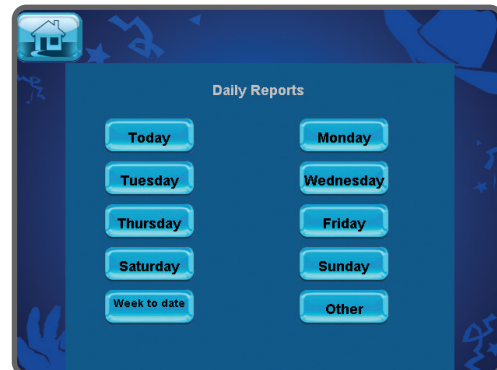 Daily Reports
Today
Monday
Tuesday
Wednesday
Thursday
Friday
Saturday
Sunday
Week to date
Other